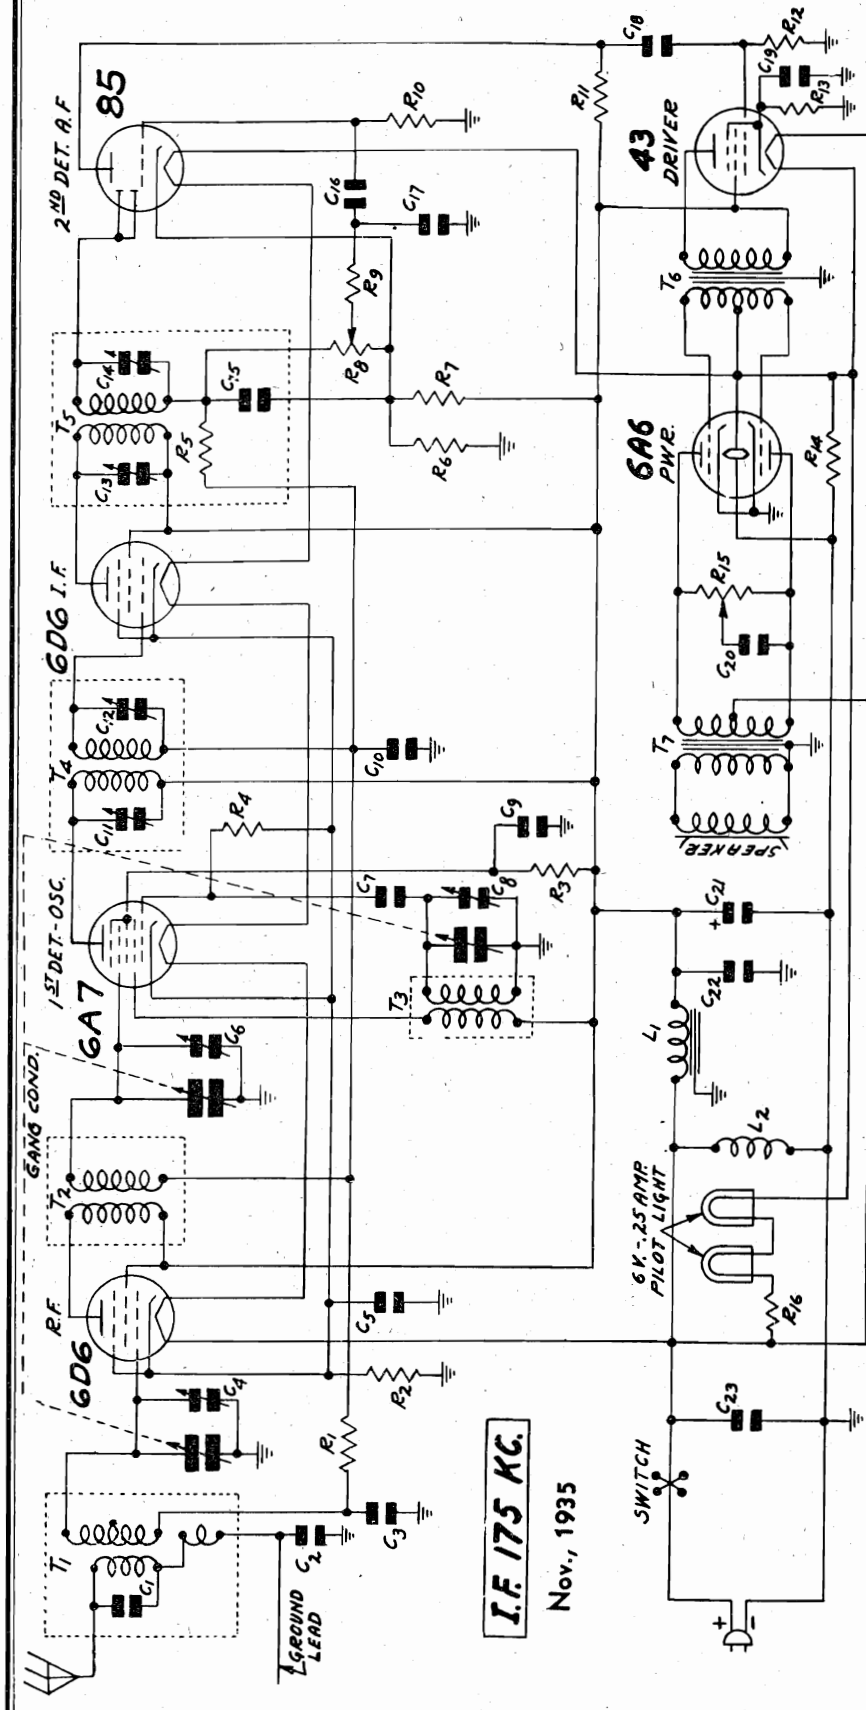 GANG COND.
R.F.
6D6
1ST DET.-OSC.
6A7
6D6 I.F.
2ND DET. A.F
85
T1
C1
C2
C3
GROUND
LEAD
C4
R1
R2
C5
T2
C6
T3
C7
C8
C9
R3
R4
T4
C11
C12
C10
T5
C13
C14
R5
C15
R6
R7
R8
R9
C16
C17
R10
R11
C18
R12
C19
R13
43
DRIVER
T6
6A6
PWR.
R14
R15
C20
T7
SPEAKER
C21
+
C22
L1
L2
6 V.-.25 AMP.
PILOT LIGHT
R16
C23
SWITCH
+
-
I.F. 175 KC.
Nov., 1935